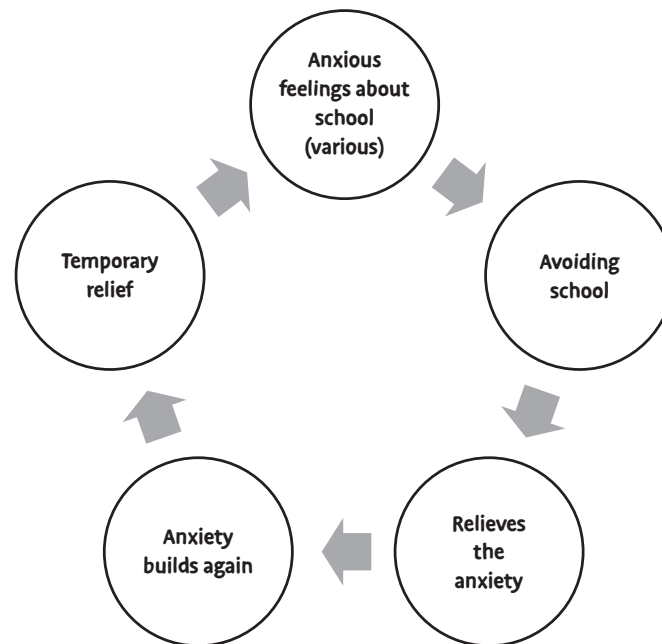 Anxious
feelings about
school
(various)
Avoiding
school
Relieves
the
anxiety
Anxiety
builds again
Temporary
relief